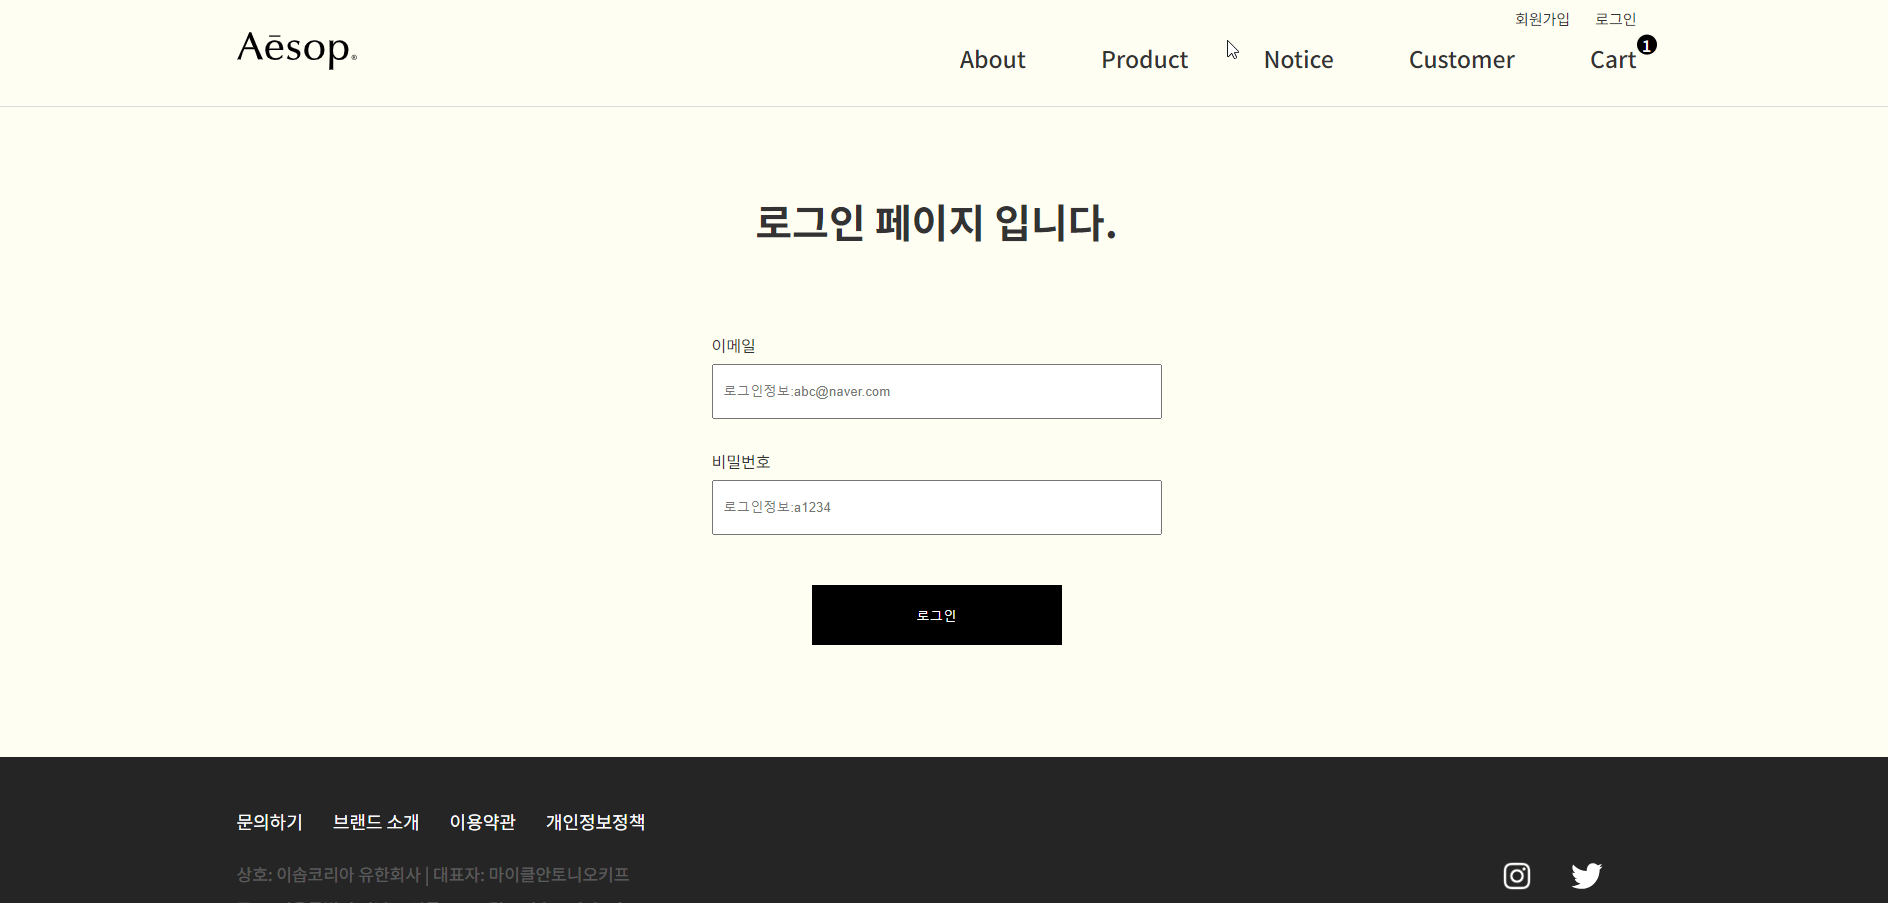 회원가입 로그인
Aēsop®
About Product Notice Customer Cart 1
로그인 페이지 입니다.
이메일
로그인정보:abc@naver.com
비밀번호
로그인정보:a1234
로그인
문의하기 브랜드 소개 이용약관 개인정보정책
상호: 이솝코리아 유한회사 | 대표자: 마이클안토니오키프